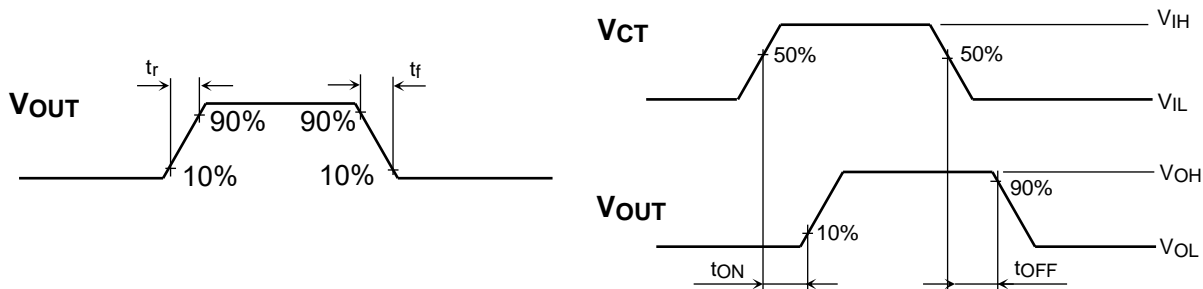 tr
tf
VOUT
90%
90%
10%
10%
VCT
VIH
50%
50%
VIL
VOH
VOUT
90%
10%
VOL
tON
tOFF